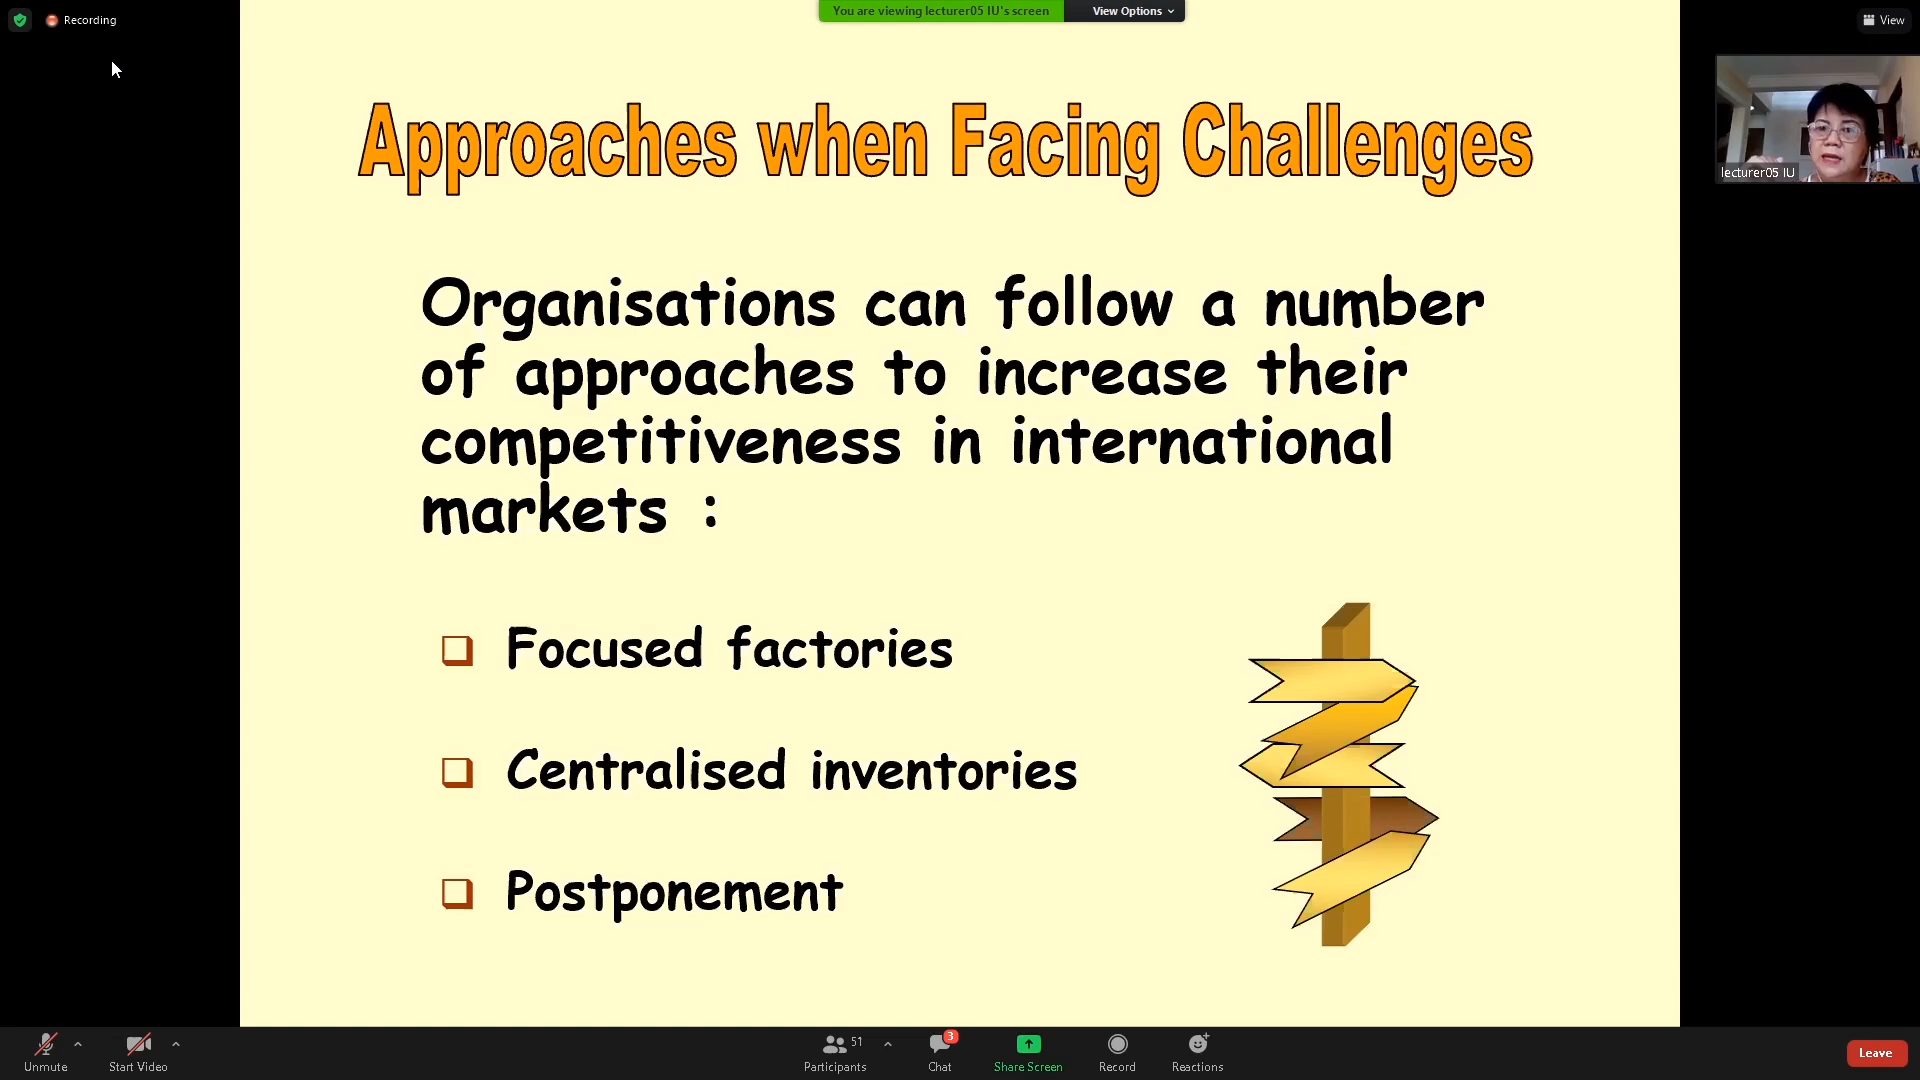 Recording
You are viewing lecturer05 IU's screen
View Options
View
lecturer05 IU
Approaches when Facing Challenges
Organisations can follow a number
of approaches to increase their
competitiveness in international
markets :
Focused factories
Centralised inventories
Postponement
Unmute
Start Video
51
Participants
3
Chat
Share Screen
Record
Reactions
Leave